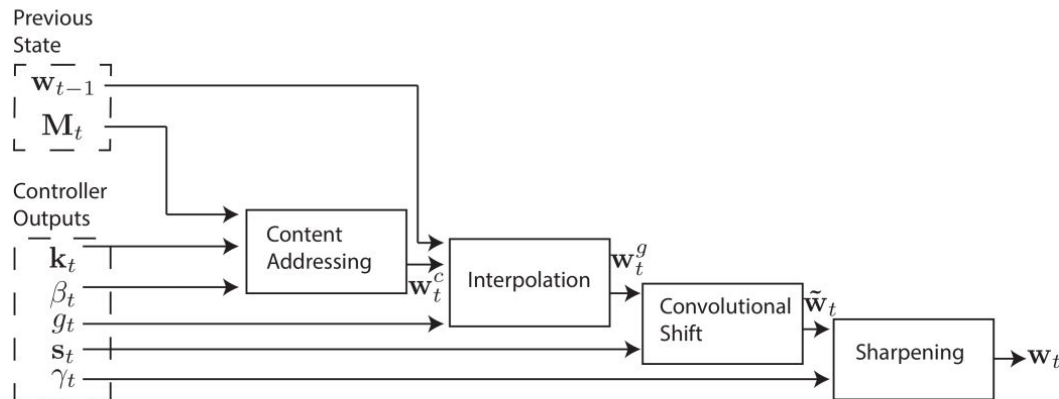 Previous
State
w_{t−1}
M_t
Controller
Outputs
k_t
β_t
g_t
s_t
γ_t
Content
Addressing
w_t^c
Interpolation
w_t^g
Convolutional
Shift
w̃_t
Sharpening
w_t